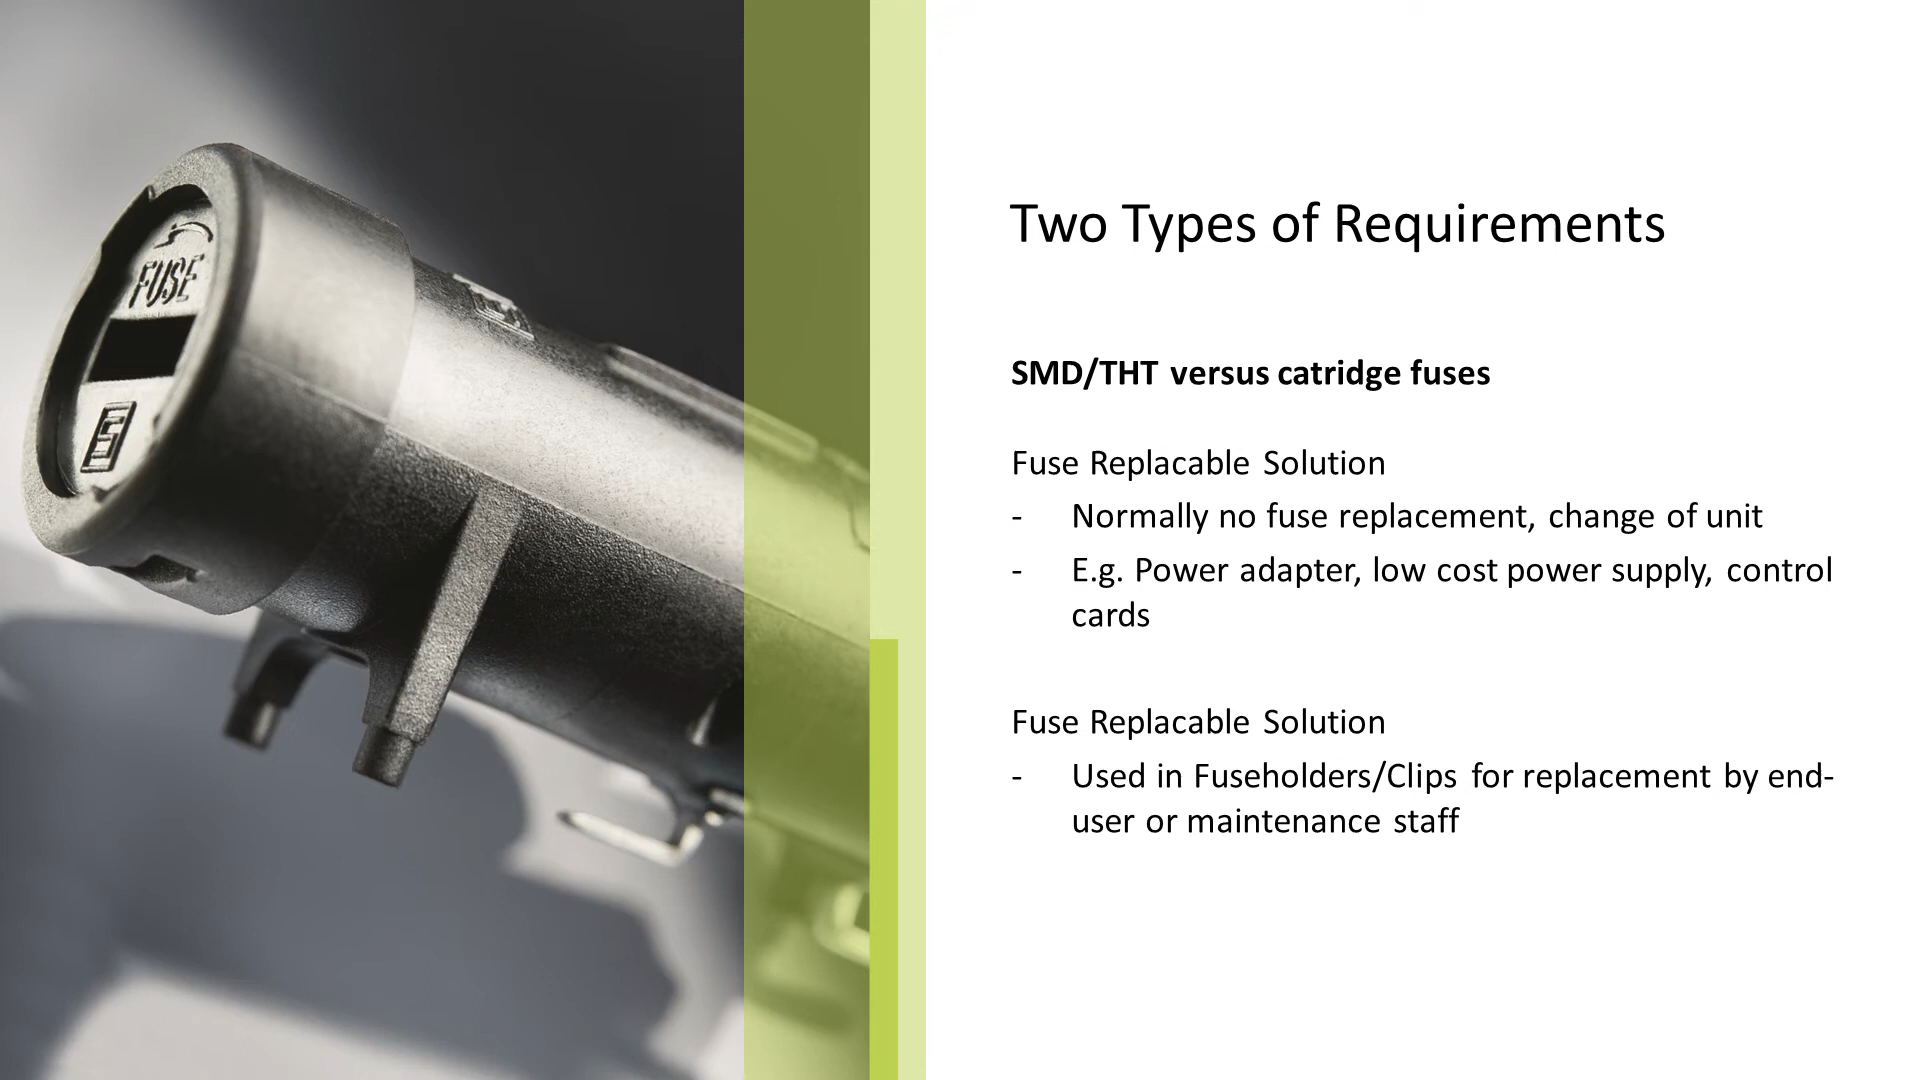 FUSE
Two Types of Requirements
SMD/THT versus catridge fuses
Fuse Replacable Solution
- Normally no fuse replacement, change of unit
- E.g. Power adapter, low cost power supply, control
cards
Fuse Replacable Solution
- Used in Fuseholders/Clips for replacement by end-
user or maintenance staff